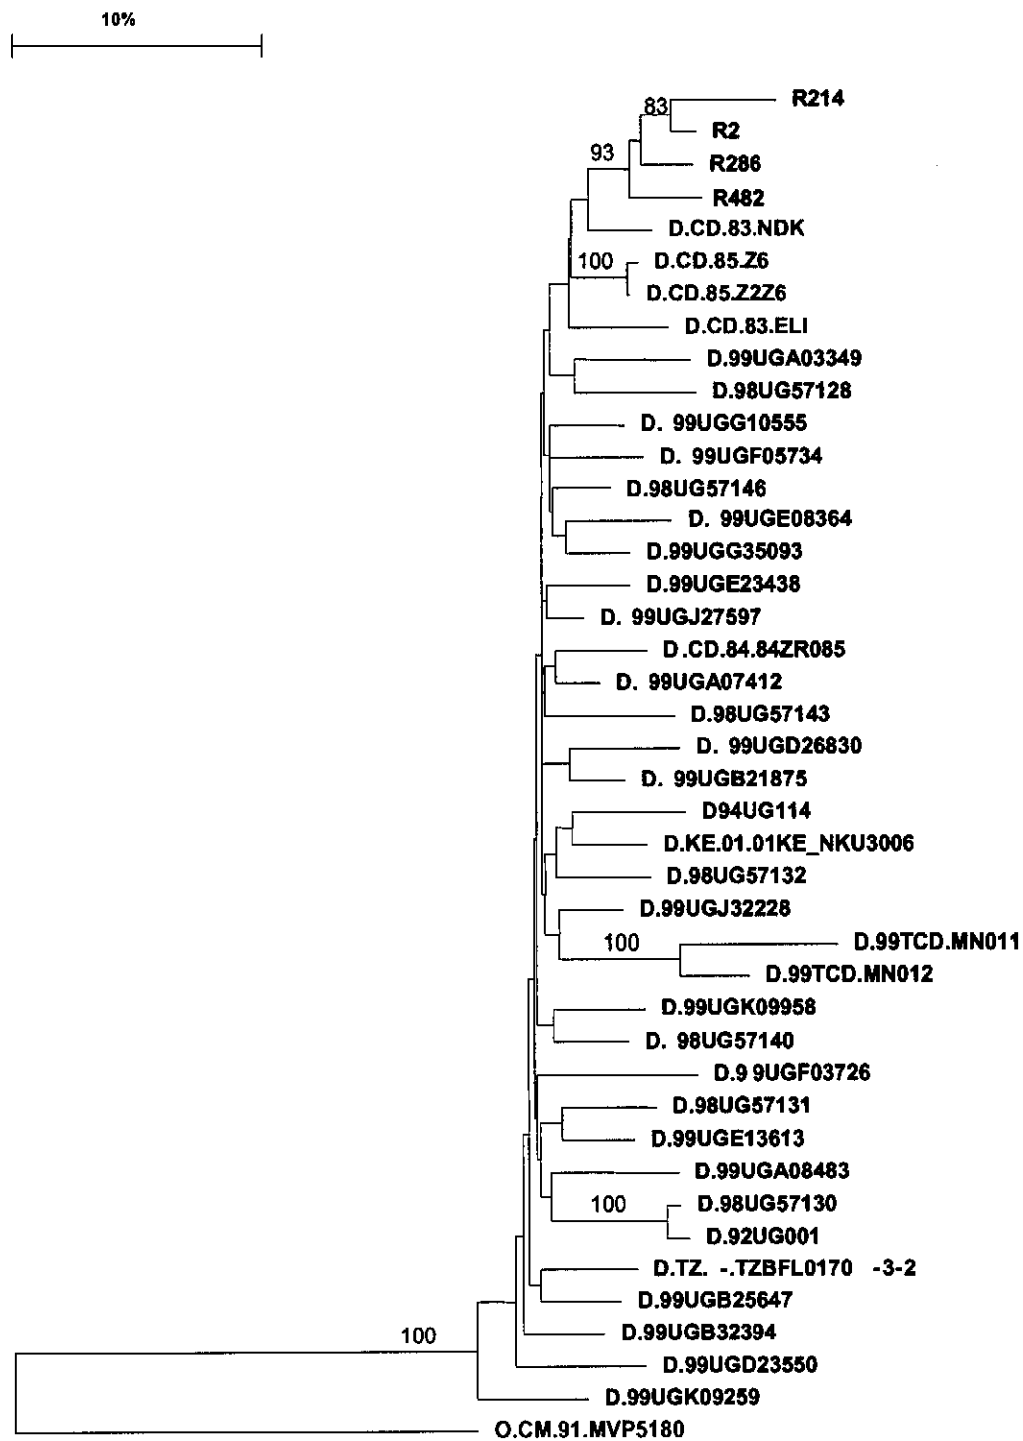 10%
R214
83
R2
93
R286
R482
D.CD.83.NDK
100
D.CD.85.Z6
D.CD.85.Z2Z6
D.CD.83.ELI
D.99UGA03349
D.98UG57128
D. 99UGG10555
D. 99UGF05734
D.98UG57146
D. 99UGE08364
D.99UGG35093
D.99UGE23438
D. 99UGJ27597
D.CD.84.84ZR085
D. 99UGA07412
D.98UG57143
D. 99UGD26830
D. 99UGB21875
D94UG114
D.KE.01.01KE_NKU3006
D.98UG57132
D.99UGJ32228
100
D.99TCD.MN011
D.99TCD.MN012
D.99UGK09958
D. 98UG57140
D.9 9UGF03726
D.98UG57131
D.99UGE13613
D.99UGA08483
100
D.98UG57130
D.92UG001
D.TZ. -.TZBFL0170 -3-2
D.99UGB25647
100
D.99UGB32394
D.99UGD23550
D.99UGK09259
O.CM.91.MVP5180